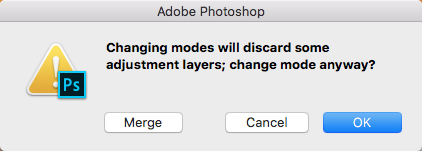 Adobe Photoshop
Changing modes will discard some
adjustment layers; change mode anyway?
Ps
Merge
Cancel
OK